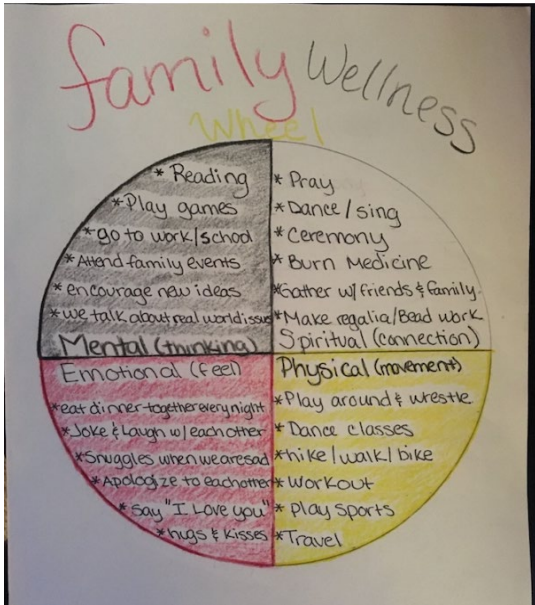 family Wellness
Wheel
* Reading
* Play games
* go to work/school
* Attend family events
* encourage new ideas
* we talk about real world issues
Mental (thinking)
* Pray
* Dance/sing
* Ceremony
* Burn Medicine
* Gather w/ friends & family.
* Make regalia/Bead work
Spiritual (connection)
Emotional (feel)
* eat dinner together every night
* Joke & Laugh w/ each other
* Snuggles when we are sad
* Apologize to each other
* say "I Love you"
* hugs & kisses
Physical (movement)
* Play around & wrestle
* Dance classes
* hike/walk/bike
* Workout
* Play Sports
* Travel